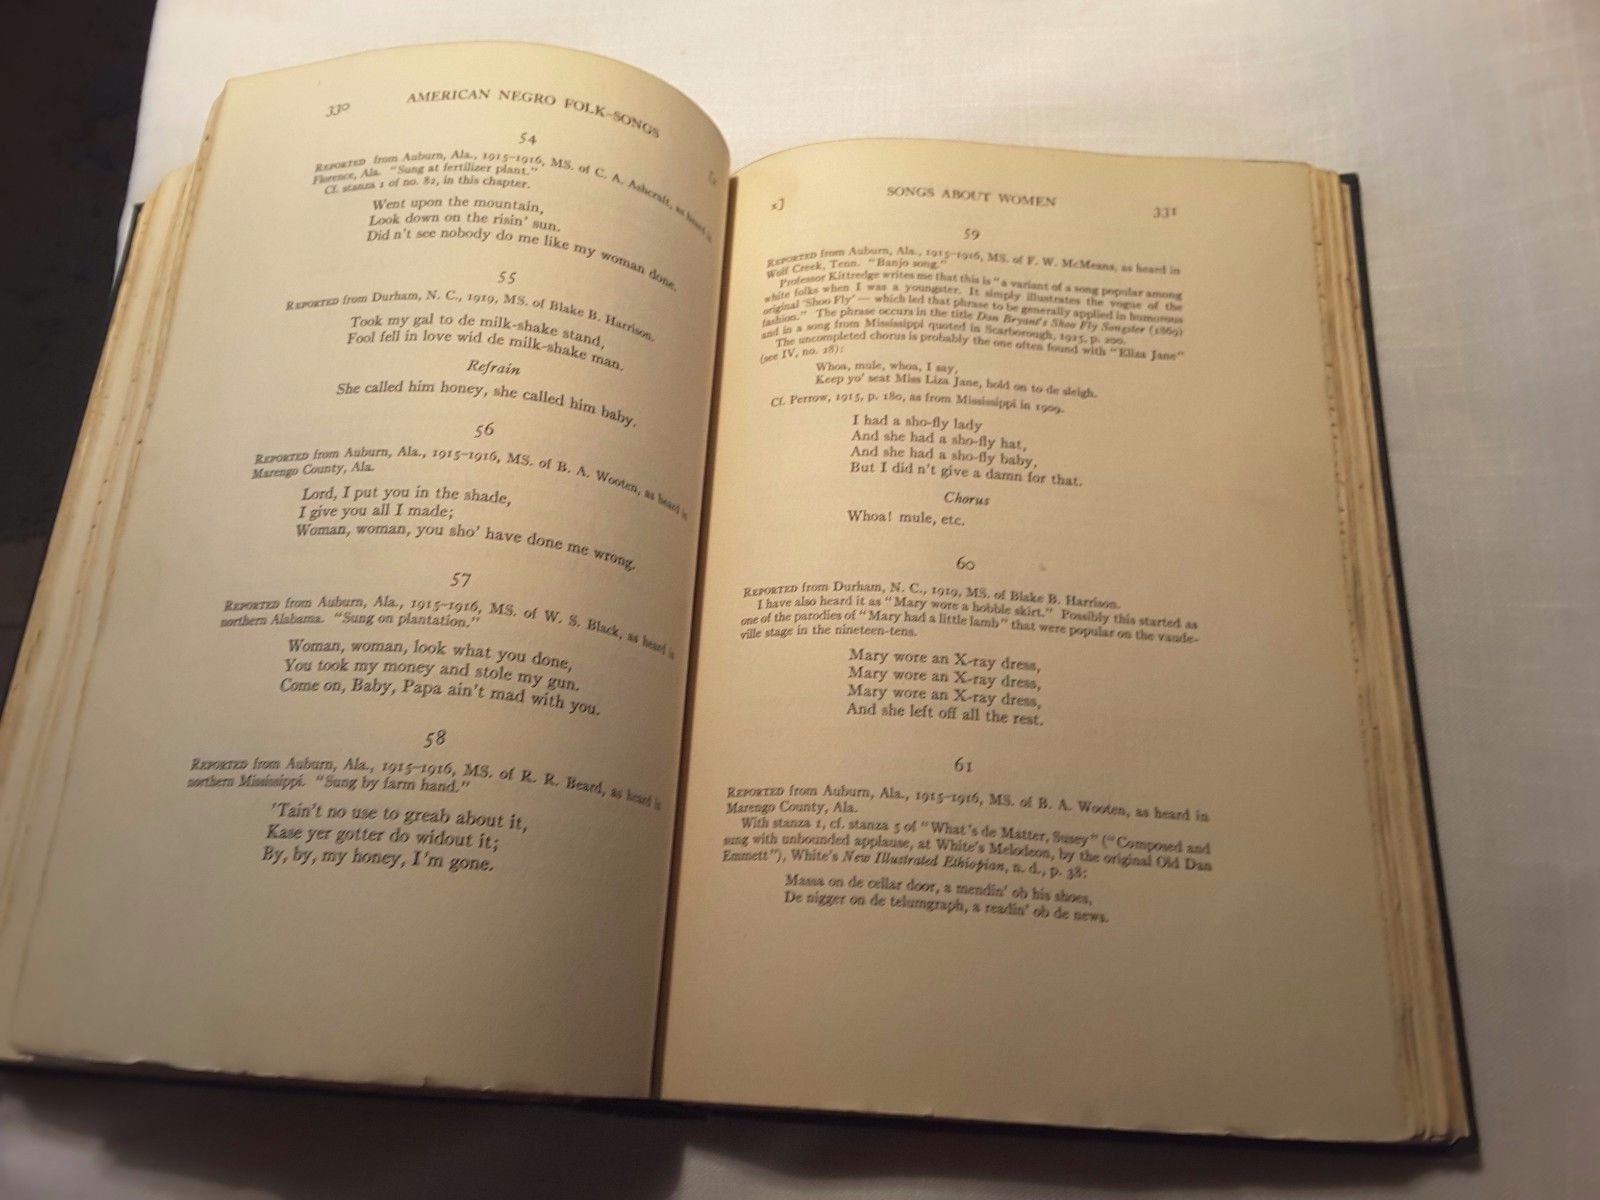 330
AMERICAN NEGRO FOLK-SONGS
54
REPORTED from Auburn, Ala., 1915-1916, MS. of C. A. Ashcraft, as heard in
Florence, Ala. "Sung at fertilizer plant."
Cf. stanza 1 of no. 82, in this chapter.
Went upon the mountain,
Look down on the risin' sun.
Did n't see nobody do me like my woman done.
55
REPORTED from Durham, N. C., 1919, MS. of Blake B. Harrison.
Took my gal to de milk-shake stand,
Fool fell in love wid de milk-shake man.
Refrain
She called him honey, she called him baby.
56
REPORTED from Auburn, Ala., 1915-1916, MS. of B. A. Wooten, as heard in
Marengo County, Ala.
Lord, I put you in the shade,
I give you all I made;
Woman, woman, you sho' have done me wrong.
57
REPORTED from Auburn, Ala., 1915-1916, MS. of W. S. Black, as heard in
northern Alabama. "Sung on plantation."
Woman, woman, look what you done,
You took my money and stole my gun.
Come on, Baby, Papa ain't mad with you.
58
REPORTED from Auburn, Ala., 1915-1916, MS. of R. R. Beard, as heard in
northern Mississippi. "Sung by farm hand."
'Tain't no use to greab about it,
Kase yer gotter do widout it;
By, by, my honey, I'm gone.
x]
SONGS ABOUT WOMEN
331
59
REPORTED from Auburn, Ala., 1915-1916, MS. of F. W. McMeans, as heard in
Wolf Creek, Tenn. "Banjo song."
Professor Kittredge writes me that this is "a variant of a song popular among
white folks when I was a youngster. It simply illustrates the vogue of the
original 'Shoo Fly' — which led that phrase to be generally applied in humorous
fashion." The phrase occurs in the title Dan Bryant's Shoo Fly Songster (1869)
and in a song from Mississippi quoted in Scarborough, 1925, p. 200.
The uncompleted chorus is probably the one often found with "Eliza Jane"
(see IV, no. 28):
Whoa, mule, whoa, I say,
Keep yo' seat Miss Liza Jane, hold on to de sleigh.
Cf. Perrow, 1915, p. 180, as from Mississippi in 1909.
I had a sho-fly lady
And she had a sho-fly hat,
And she had a sho-fly baby,
But I did n't give a damn for that.
Chorus
Whoa! mule, etc.
60
REPORTED from Durham, N. C., 1919, MS. of Blake B. Harrison.
I have also heard it as "Mary wore a hobble skirt." Possibly this started as
one of the parodies of "Mary had a little lamb" that were popular on the vaude-
ville stage in the nineteen-tens.
Mary wore an X-ray dress,
Mary wore an X-ray dress,
Mary wore an X-ray dress,
And she left off all the rest.
61
REPORTED from Auburn, Ala., 1915-1916, MS. of B. A. Wooten, as heard in
Marengo County, Ala.
With stanza 1, cf. stanza 5 of "What's de Matter, Susey" ("Composed and
sung with unbounded applause, at White's Melodeon, by the original Old Dan
Emmett"), White's New Illustrated Ethiopian, n. d., p. 38:
Massa on de cellar door, a mendin' ob his shoes,
De nigger on de telumgraph, a readin' ob de news.